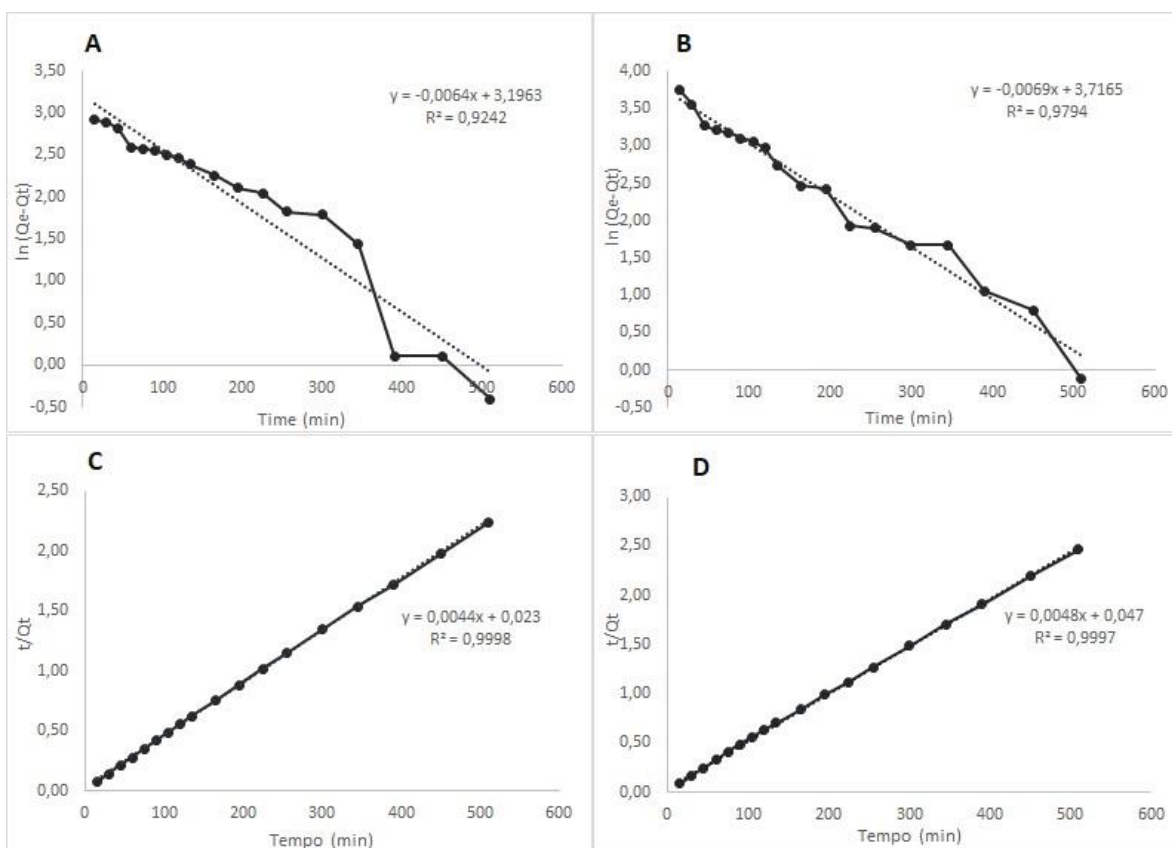 A
3,50
3,00
2,50
2,00
1,50
1,00
0,50
0,00
-0,50
ln (Qe-Qt)
y = -0,0064x + 3,1963
R² = 0,9242
0 100 200 300 400 500 600
Time (min)
B
4,00
3,50
3,00
2,50
2,00
1,50
1,00
0,50
0,00
-0,50
ln (Qe-Qt)
y = -0,0069x + 3,7165
R² = 0,9794
0 100 200 300 400 500 600
Time (min)
C
2,50
2,00
1,50
1,00
0,50
0,00
t/Qt
y = 0,0044x + 0,023
R² = 0,9998
0 100 200 300 400 500 600
Tempo (min)
D
3,00
2,50
2,00
1,50
1,00
0,50
0,00
t/Qt
y = 0,0048x + 0,047
R² = 0,9997
0 100 200 300 400 500 600
Tempo (min)